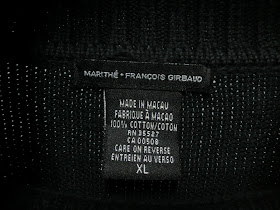 MARITHÉ + FRANÇOIS GIRBAUD
MADE IN MACAU
FABRIQUÉ À MACAO
100% COTTON/COTON
RN 35527
CA 00508
CARE ON REVERSE
ENTREIEN AU VERSO
XL